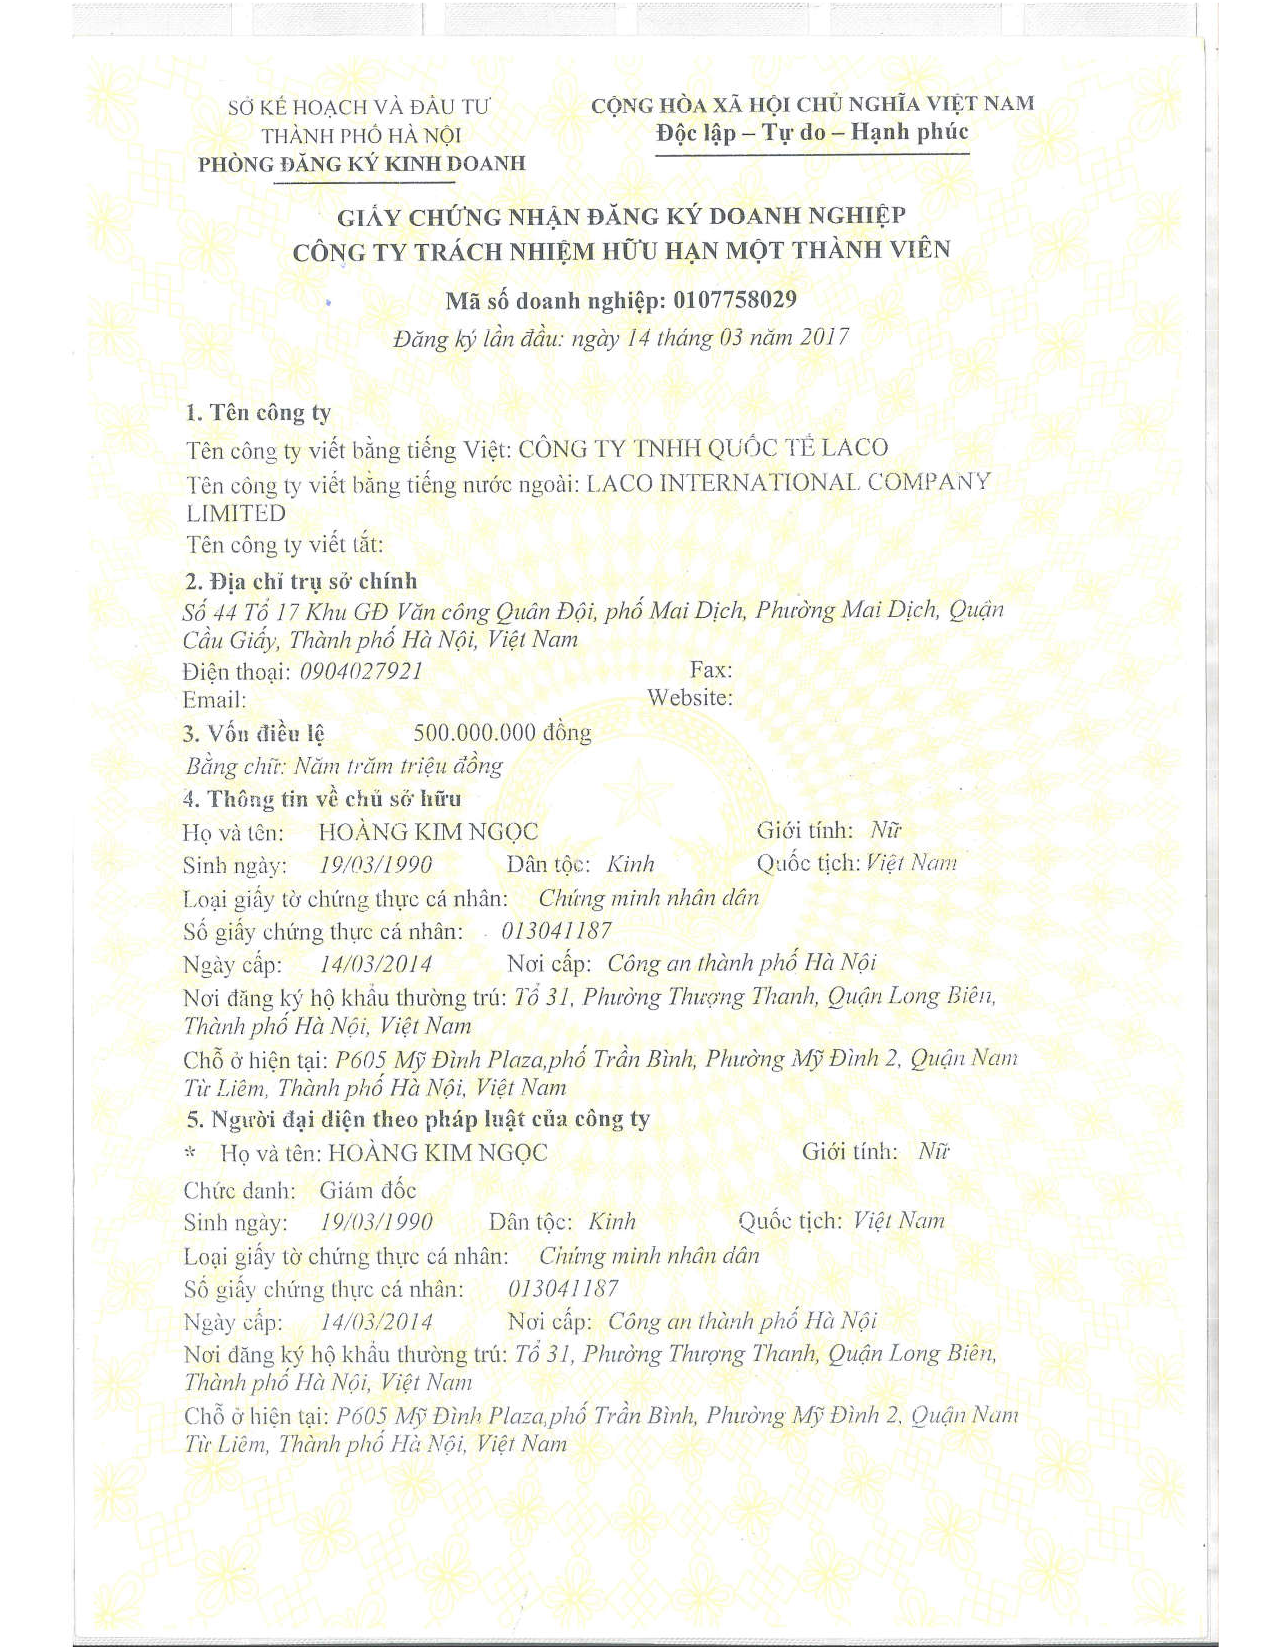 SỞ KẾ HOẠCH VÀ ĐẦU TƯ
THÀNH PHỐ HÀ NỘI
PHÒNG ĐĂNG KÝ KINH DOANH
CỘNG HÒA XÃ HỘI CHỦ NGHĨA VIỆT NAM
Độc lập – Tự do – Hạnh phúc
GIẤY CHỨNG NHẬN ĐĂNG KÝ DOANH NGHIỆP
CÔNG TY TRÁCH NHIỆM HỮU HẠN MỘT THÀNH VIÊN
Mã số doanh nghiệp: 0107758029
Đăng ký lần đầu: ngày 14 tháng 03 năm 2017
1. Tên công ty
Tên công ty viết bằng tiếng Việt: CÔNG TY TNHH QUỐC TẾ LACO
Tên công ty viết bằng tiếng nước ngoài: LACO INTERNATIONAL COMPANY
LIMITED
Tên công ty viết tắt:
2. Địa chỉ trụ sở chính
Số 44 Tổ 17 Khu GĐ Văn công Quân Đội, phố Mai Dịch, Phường Mai Dịch, Quận
Cầu Giấy, Thành phố Hà Nội, Việt Nam
Điện thoại: 0904027921 Fax:
Email: Website:
3. Vốn điều lệ 500.000.000 đồng
Bằng chữ: Năm trăm triệu đồng
4. Thông tin về chủ sở hữu
Họ và tên: HOÀNG KIM NGỌC Giới tính: Nữ
Sinh ngày: 19/03/1990 Dân tộc: Kinh Quốc tịch: Việt Nam
Loại giấy tờ chứng thực cá nhân: Chứng minh nhân dân
Số giấy chứng thực cá nhân: 013041187
Ngày cấp: 14/03/2014 Nơi cấp: Công an thành phố Hà Nội
Nơi đăng ký hộ khẩu thường trú: Tổ 31, Phường Thượng Thanh, Quận Long Biên,
Thành phố Hà Nội, Việt Nam
Chỗ ở hiện tại: P605 Mỹ Đình Plaza,phố Trần Bình, Phường Mỹ Đình 2, Quận Nam
Từ Liêm, Thành phố Hà Nội, Việt Nam
5. Người đại diện theo pháp luật của công ty
* Họ và tên: HOÀNG KIM NGỌC Giới tính: Nữ
Chức danh: Giám đốc
Sinh ngày: 19/03/1990 Dân tộc: Kinh Quốc tịch: Việt Nam
Loại giấy tờ chứng thực cá nhân: Chứng minh nhân dân
Số giấy chứng thực cá nhân: 013041187
Ngày cấp: 14/03/2014 Nơi cấp: Công an thành phố Hà Nội
Nơi đăng ký hộ khẩu thường trú: Tổ 31, Phường Thượng Thanh, Quận Long Biên,
Thành phố Hà Nội, Việt Nam
Chỗ ở hiện tại: P605 Mỹ Đình Plaza,phố Trần Bình, Phường Mỹ Đình 2, Quận Nam
Từ Liêm, Thành phố Hà Nội, Việt Nam